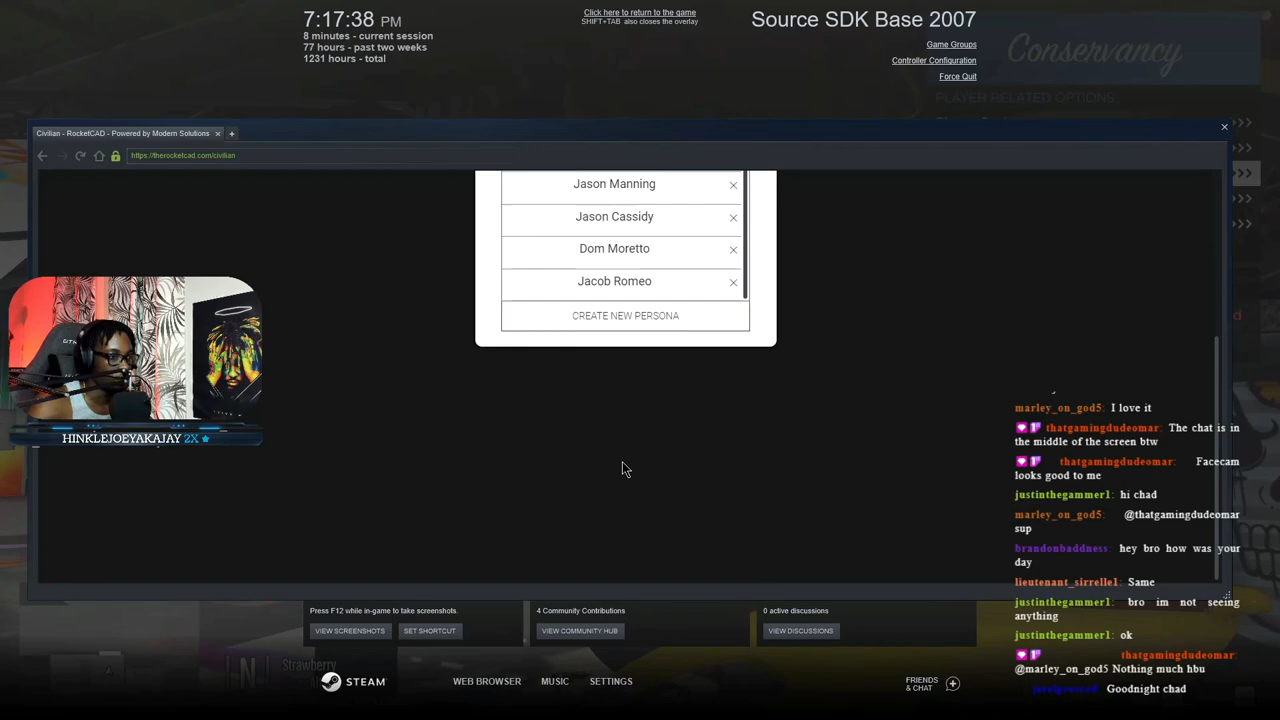 7:17:38 PM
8 minutes - current session
77 hours - past two weeks
1231 hours - total
Click here to return to the game
SHIFT+TAB also closes the overlay
Source SDK Base 2007
Game Groups
Controller Configuration
Force Quit
Conservancy
PLAYER RELATED OPTIONS
Civilian - RocketCAD - Powered by Modern Solutions
https://therocketcad.com/civilian
Jason Manning
Jason Cassidy
Dom Moretto
Jacob Romeo
CREATE NEW PERSONA
HINKLEJOEYAKAJAY 2X
marley_on_god5: I love it
thatgamingdudeomar: The chat is in
the middle of the screen btw
thatgamingdudeomar: Facecam
looks good to me
justinthegammer1: hi chad
marley_on_god5: @thatgamingdudeomar
sup
brandonbaddness: hey bro how was your
day
lieutenant_sirrelle1: Same
justinthegammer1: bro im not seeing
anything
justinthegammer1: ok
thatgamingdudeomar:
@marley_on_god5 Nothing much hbu
Goodnight chad
Press F12 while in-game to take screenshots.
VIEW SCREENSHOTS
SET SHORTCUT
4 Community Contributions
VIEW COMMUNITY HUB
0 active discussions
VIEW DISCUSSIONS
Strawberry
STEAM
WEB BROWSER
MUSIC
SETTINGS
FRIENDS
& CHAT